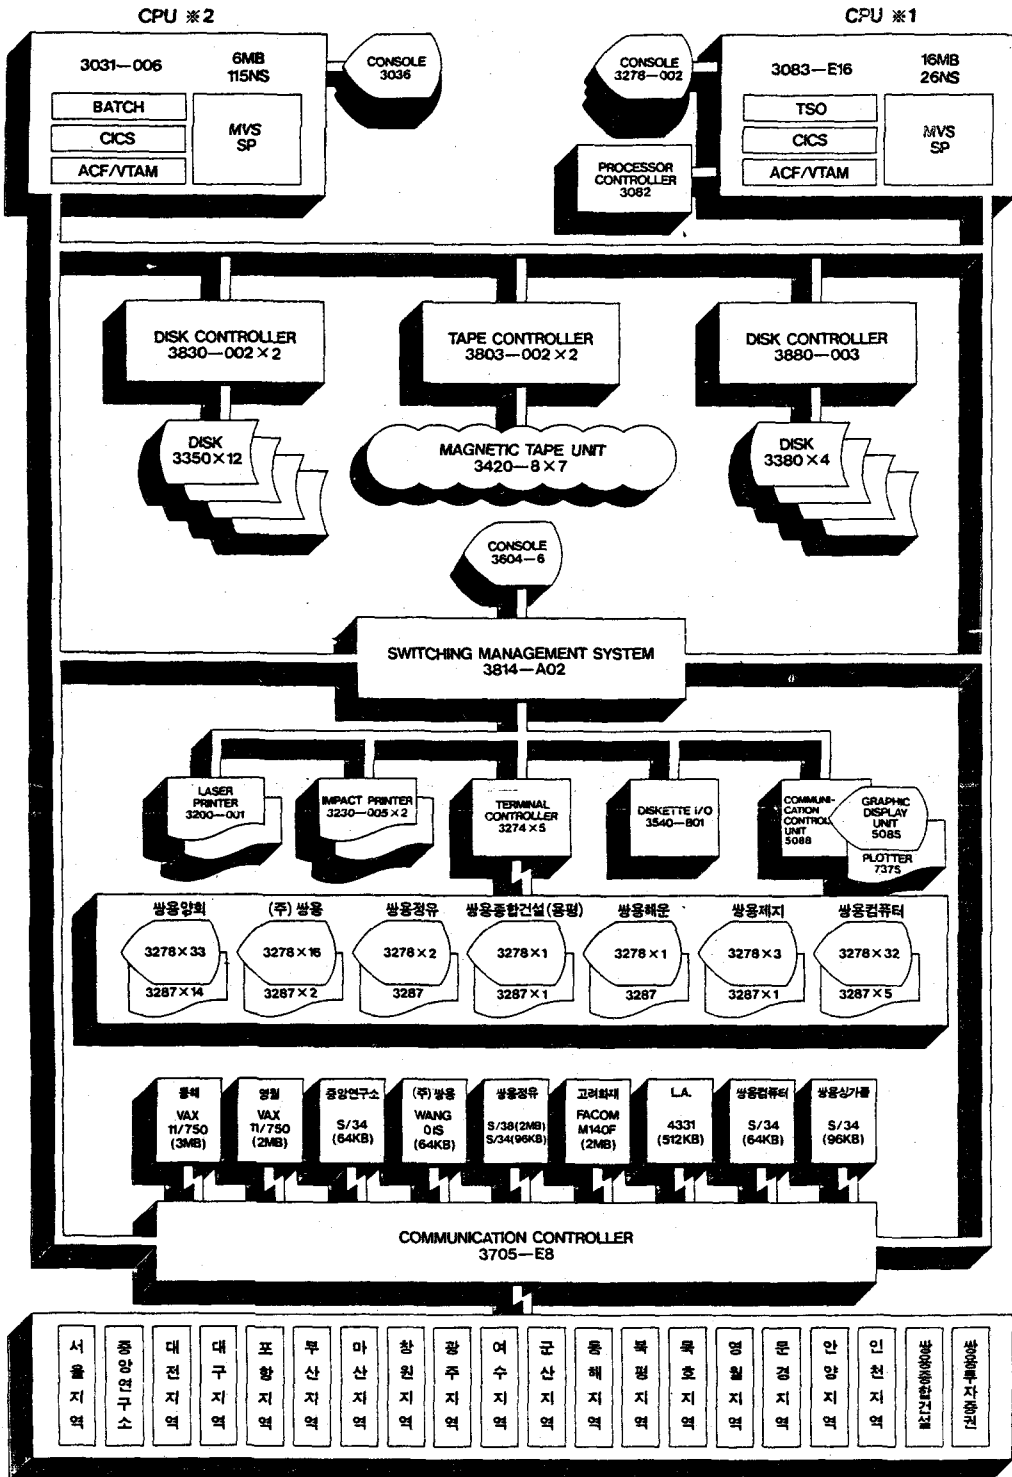 CPU ※2
CPU ※1
3031—006
6MB
115NS
BATCH
CICS
ACF/VTAM
MVS
SP
CONSOLE
3036
CONSOLE
3278—002
PROCESSOR
CONTROLLER
3082
3083—E16
16MB
26NS
TSO
CICS
ACF/VTAM
MVS
SP
DISK CONTROLLER
3830—002×2
TAPE CONTROLLER
3803—002×2
DISK CONTROLLER
3880—003
DISK
3350×12
MAGNETIC TAPE UNIT
3420—8×7
DISK
3380×4
CONSOLE
3604—6
SWITCHING MANAGEMENT SYSTEM
3814—A02
LASER
PRINTER
3200—001
IMPACT PRINTER
3230—005×2
TERMINAL
CONTROLLER
3274×5
DISKETTE I/O
3540—B01
COMMUNI-
CATION
CONTROL
UNIT
5088
GRAPHIC
DISPLAY
UNIT
5085
PLOTTER
7375
쌍용양회
(주) 쌍용
쌍용정유
쌍용종합건설(용평)
쌍용해운
쌍용제지
쌍용컴퓨터
3278×33
3278×16
3278×2
3278×1
3278×1
3278×3
3278×32
3287×14
3287×2
3287
3287×1
3287
3287×1
3287×5
동해
VAX
11/750
(3MB)
영월
VAX
11/750
(2MB)
중앙연구소
S/34
(64KB)
(주) 쌍용
WANG
OIS
(64KB)
쌍용정유
S/38(2MB)
S/34(96KB)
고려화재
FACOM
M140F
(2MB)
L.A.
4331
(512KB)
쌍용컴퓨터
S/34
(64KB)
쌍용싱가폴
S/34
(96KB)
COMMUNICATION CONTROLLER
3705—E8
서울지역
중앙연구소
대전지역
대구지역
포항지역
부산지역
마산지역
창원지역
광주지역
여수지역
군산지역
동해지역
북평지역
묵호지역
영월지역
문경지역
안양지역
인천지역
쌍용종합건설
쌍용투자증권